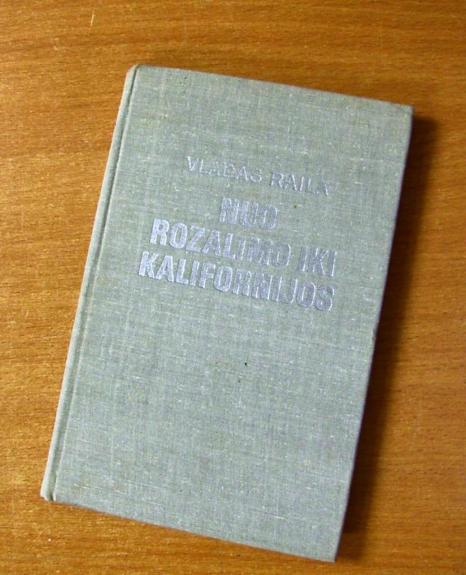 VLADAS RAILA
NUO
ROZALIMO IKI
KALIFORNIJOS